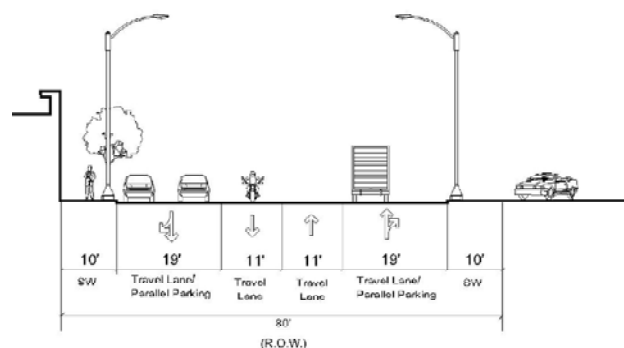 10' 19' 11' 11' 19' 10'
SW Travel Lane/ Parallel Parking Travel Lane Travel Lane Travel Lane/ Parallel Parking SW
80'
(R.O.W.)